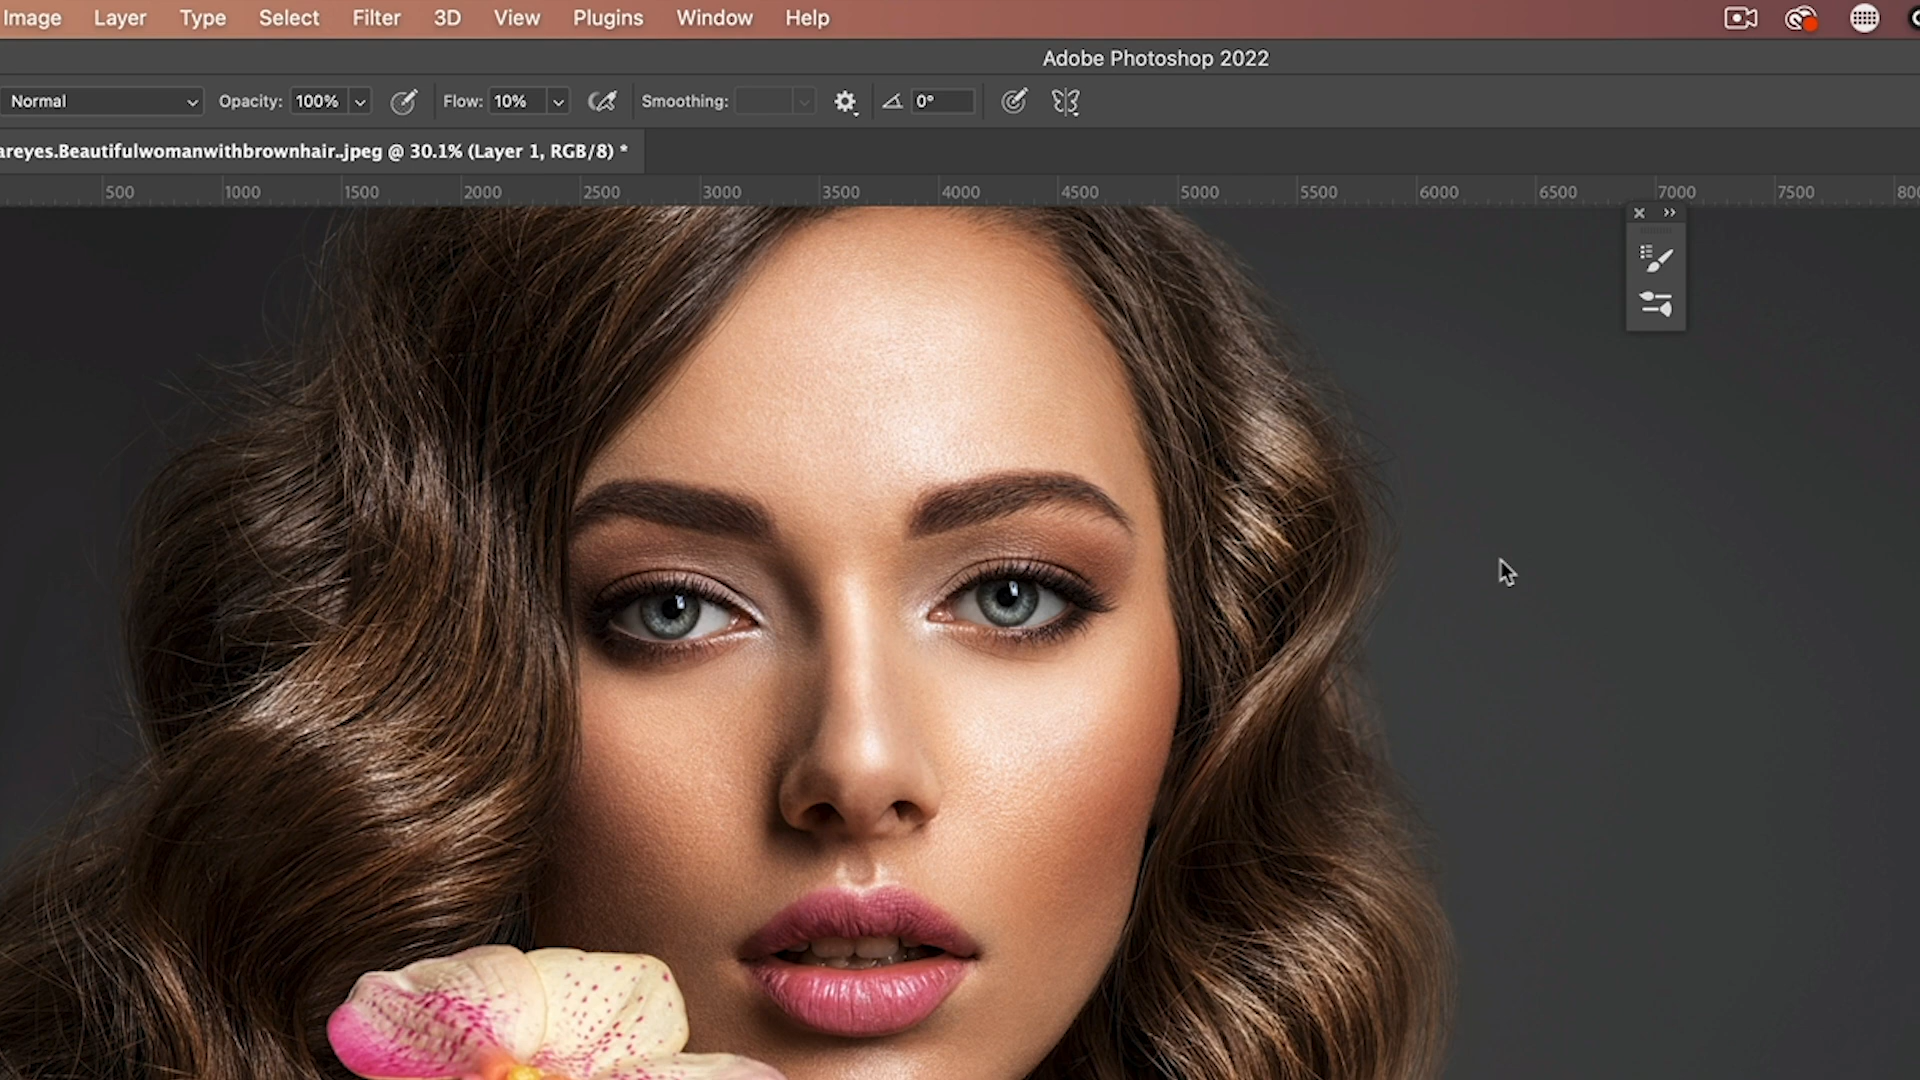 Image Layer Type Select Filter 3D View Plugins Window Help
Adobe Photoshop 2022
Normal Opacity: 100% Flow: 10% Smoothing: 0°
areyes.Beautifulwomanwithbrownhair..jpeg @ 30.1% (Layer 1, RGB/8) *
500 1000 1500 2000 2500 3000 3500 4000 4500 5000 5500 6000 6500 7000 7500 800